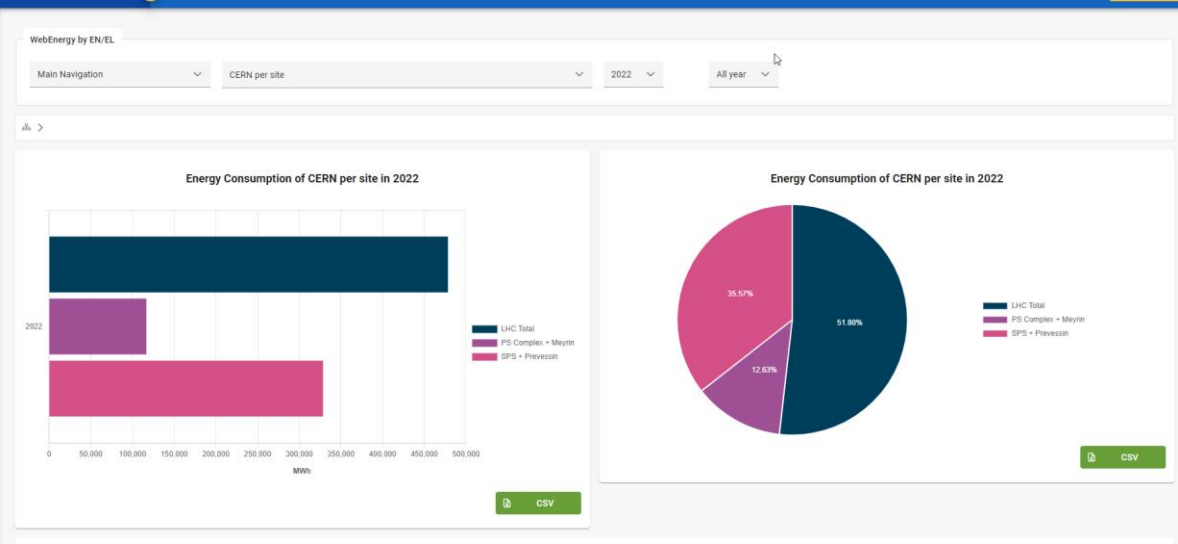 WebEnergy by EN/EL
Main Navigation
CERN per site
2022
All year
Energy Consumption of CERN per site in 2022
2022
LHC Total
PS Complex + Meyrin
SPS + Prevessin
0 50,000 100,000 150,000 200,000 250,000 300,000 350,000 400,000 450,000 500,000
MWh
CSV
Energy Consumption of CERN per site in 2022
35.57%
51.80%
12.63%
LHC Total
PS Complex + Meyrin
SPS + Prevessin
CSV